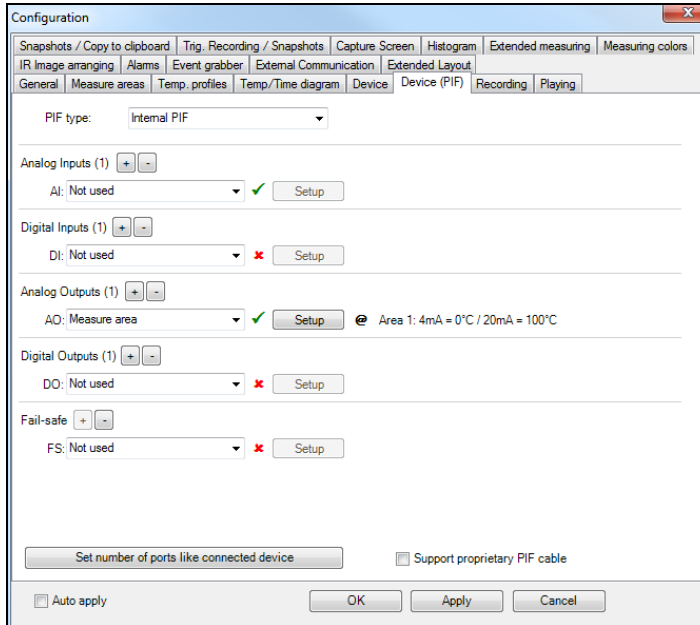 Configuration
Snapshots / Copy to clipboard Trig. Recording / Snapshots Capture Screen Histogram Extended measuring Measuring colors
IR Image arranging Alarms Event grabber External Communication Extended Layout
General Measure areas Temp. profiles Temp/Time diagram Device Device (PIF) Recording Playing
PIF type: Internal PIF
Analog Inputs (1) + -
AI: Not used Setup
Digital Inputs (1) + -
DI: Not used Setup
Analog Outputs (1) + -
AO: Measure area Setup @ Area 1: 4mA = 0°C / 20mA = 100°C
Digital Outputs (1) + -
DO: Not used Setup
Fail-safe + -
FS: Not used Setup
Set number of ports like connected device Support proprietary PIF cable
Auto apply OK Apply Cancel